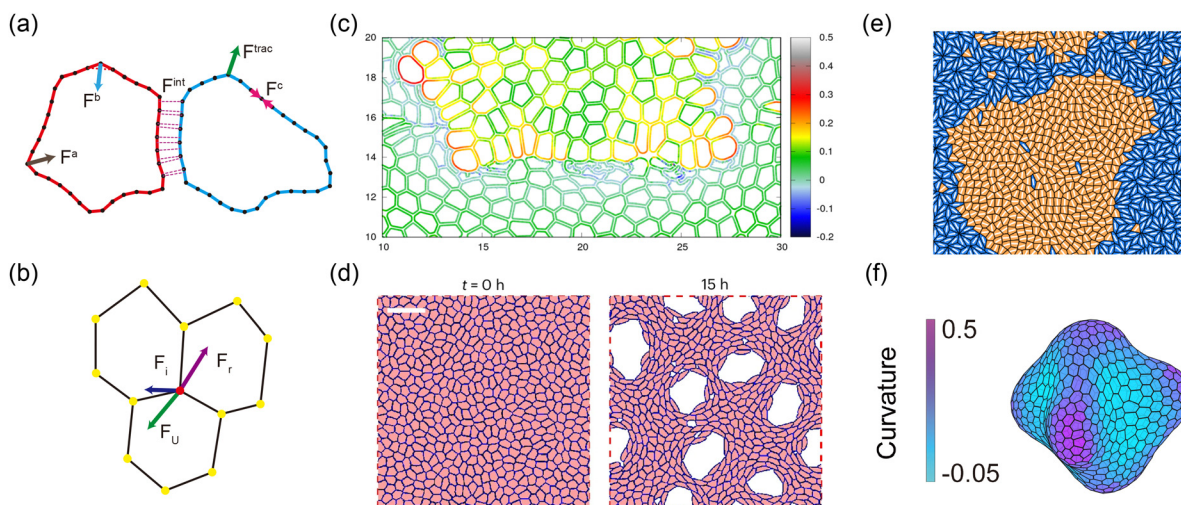 (a)
F^trac
F^int
F^b
F^c
F^a
(b)
F_i
F_r
F_U
(c)
20
18
16
14
12
10
10
15
20
25
30
0.5
0.4
0.3
0.2
0.1
0
-0.1
-0.2
(d)
t = 0 h
15 h
(e)
(f)
0.5
Curvature
-0.05